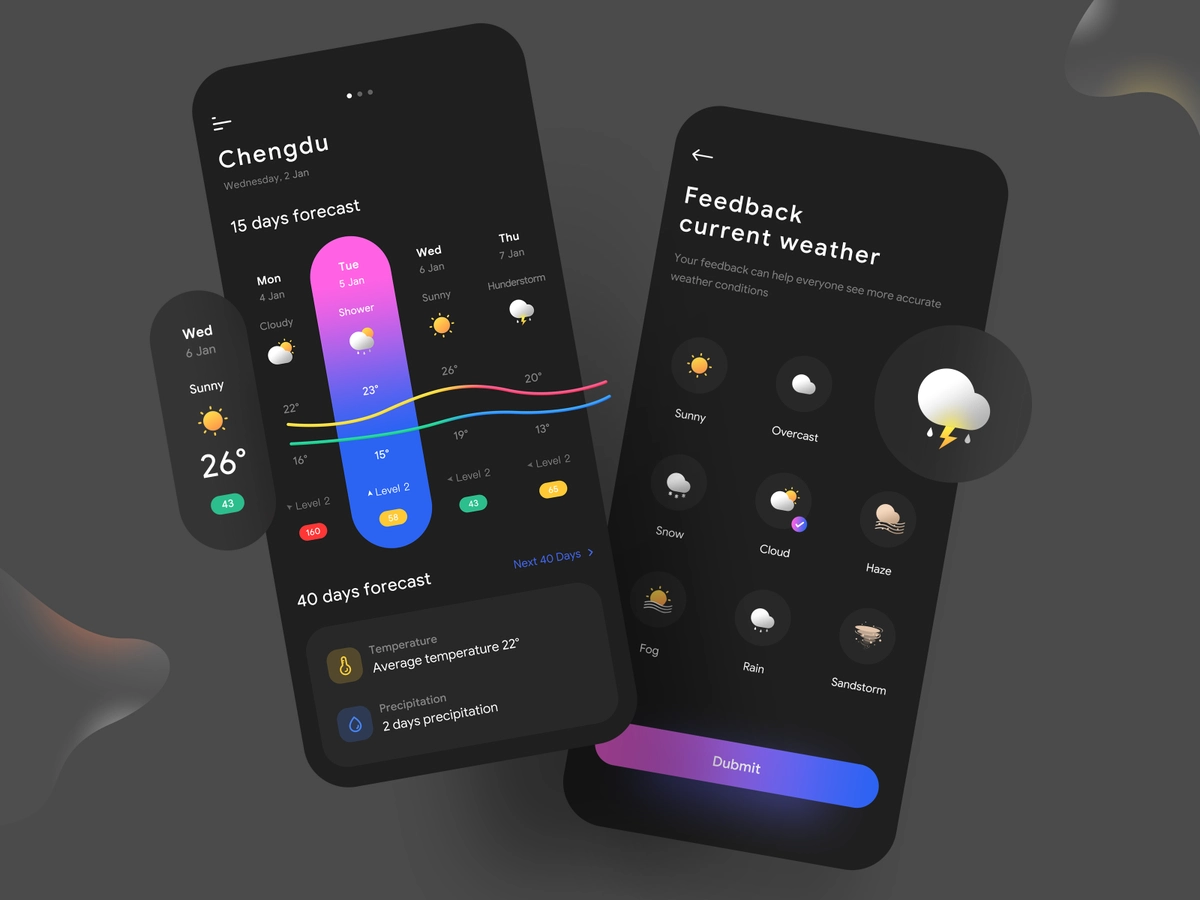 Chengdu
Wednesday, 2 Jan
15 days forecast
Wed
6 Jan
Sunny
26°
43
Mon
4 Jan
Cloudy
22°
16°
Level 2
160
Tue
5 Jan
Shower
23°
15°
Level 2
58
Wed
6 Jan
Sunny
26°
19°
Level 2
43
Thu
7 Jan
Hunderstorm
20°
13°
Level 2
65
40 days forecast
Next 40 Days
Temperature
Average temperature 22°
Precipitation
2 days precipitation
Feedback
current weather
Your feedback can help everyone see more accurate
weather conditions
Sunny
Overcast
Snow
Cloud
Haze
Fog
Rain
Sandstorm
Dubmit